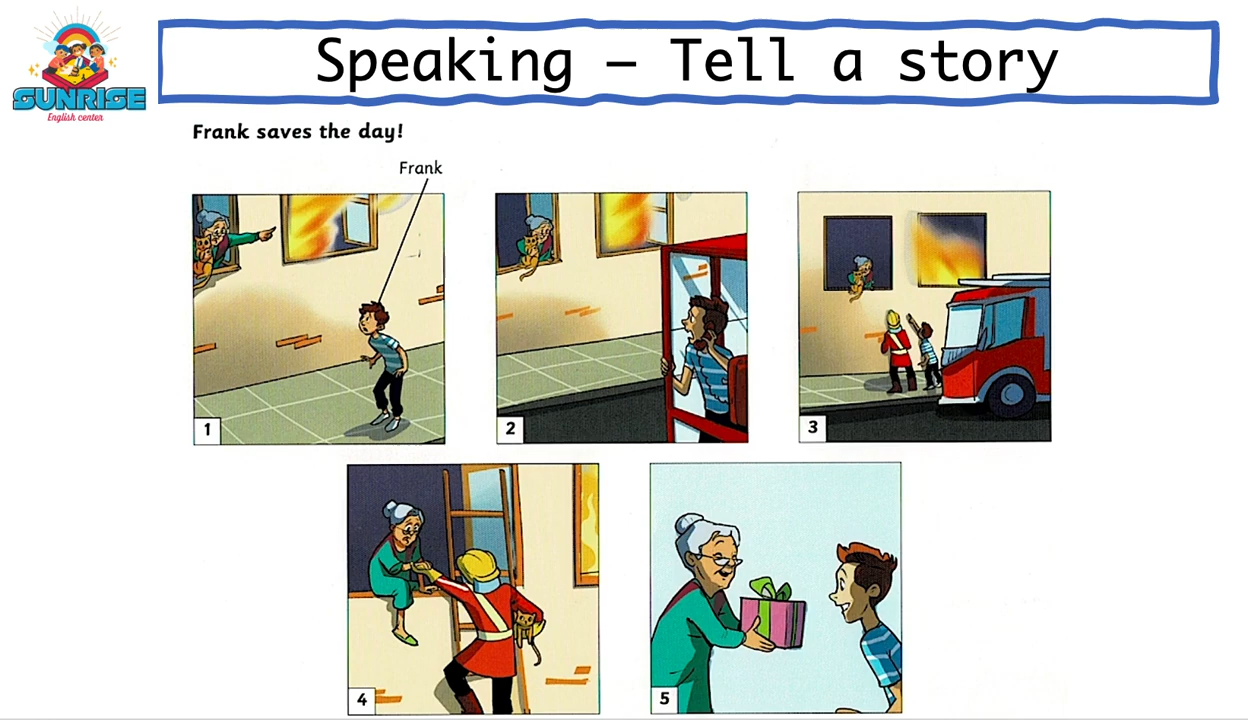 SUNRISE
English center
Speaking – Tell a story
Frank saves the day!
Frank
1
2
3
4
5